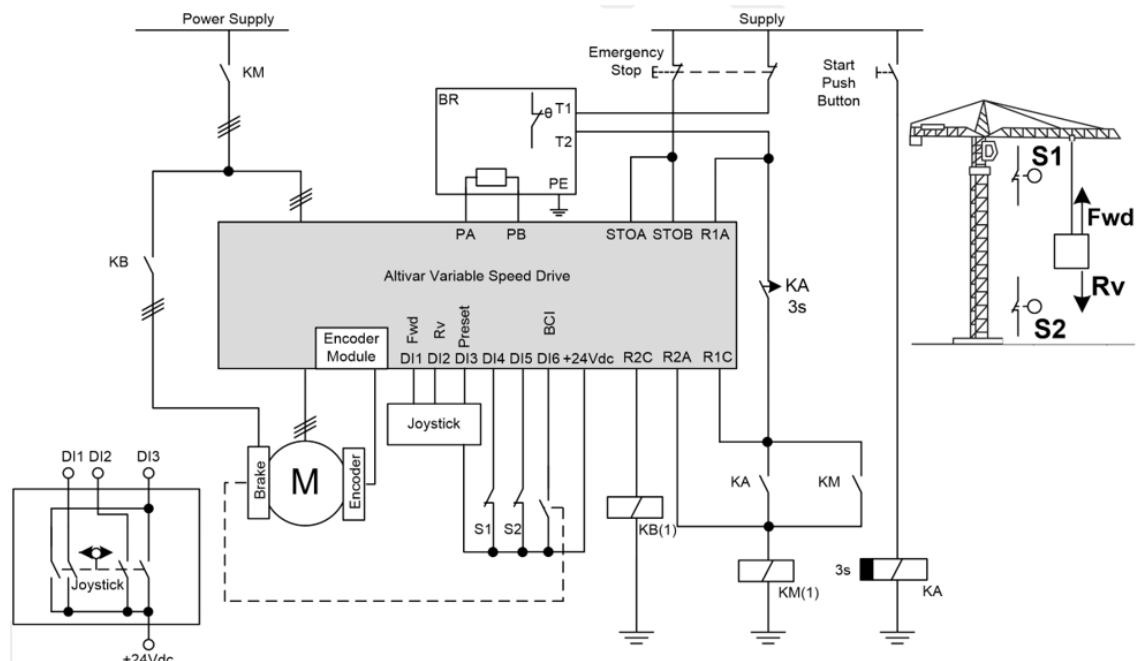 Power Supply
Supply
KM
Emergency
Stop
Start
Push
Button
BR
θ
T1
T2
PE
S1
Fwd
Rv
S2
PA
PB
STOA
STOB
R1A
KB
Altivar Variable Speed Drive
KA
3s
Encoder
Module
Fwd
Rv
Preset
BCI
DI1
DI2
DI3
DI4
DI5
DI6
+24Vdc
R2C
R2A
R1C
Joystick
DI1
DI2
DI3
Brake
M
Encoder
KA
KM
S1
S2
KB(1)
Joystick
KM(1)
3s
KA
+24Vdc